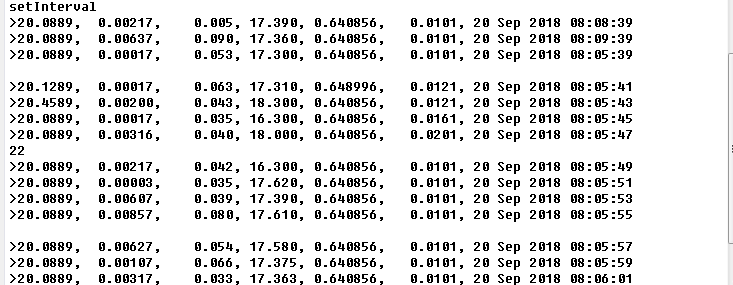 setInterval
>20.0889,  0.00217,    0.005, 17.390, 0.640856,   0.0101, 20 Sep 2018 08:08:39
>20.0889,  0.00637,    0.090, 17.360, 0.640856,   0.0101, 20 Sep 2018 08:09:39
>20.0889,  0.00017,    0.053, 17.300, 0.640856,   0.0101, 20 Sep 2018 08:05:39
>20.1289,  0.00017,    0.063, 17.310, 0.648996,   0.0121, 20 Sep 2018 08:05:41
>20.4589,  0.00200,    0.043, 18.300, 0.640856,   0.0121, 20 Sep 2018 08:05:43
>20.0889,  0.00017,    0.035, 16.300, 0.640856,   0.0161, 20 Sep 2018 08:05:45
>20.0889,  0.00316,    0.040, 18.000, 0.640856,   0.0201, 20 Sep 2018 08:05:47
22
>20.0889,  0.00217,    0.042, 16.300, 0.640856,   0.0101, 20 Sep 2018 08:05:49
>20.0889,  0.00003,    0.035, 17.620, 0.640856,   0.0101, 20 Sep 2018 08:05:51
>20.0889,  0.00607,    0.039, 17.390, 0.640856,   0.0101, 20 Sep 2018 08:05:53
>20.0889,  0.00857,    0.080, 17.610, 0.640856,   0.0101, 20 Sep 2018 08:05:55
>20.0889,  0.00627,    0.054, 17.580, 0.640856,   0.0101, 20 Sep 2018 08:05:57
>20.0889,  0.00107,    0.066, 17.375, 0.640856,   0.0101, 20 Sep 2018 08:05:59
>20.0889,  0.00317,    0.033, 17.363, 0.640856,   0.0101, 20 Sep 2018 08:06:01